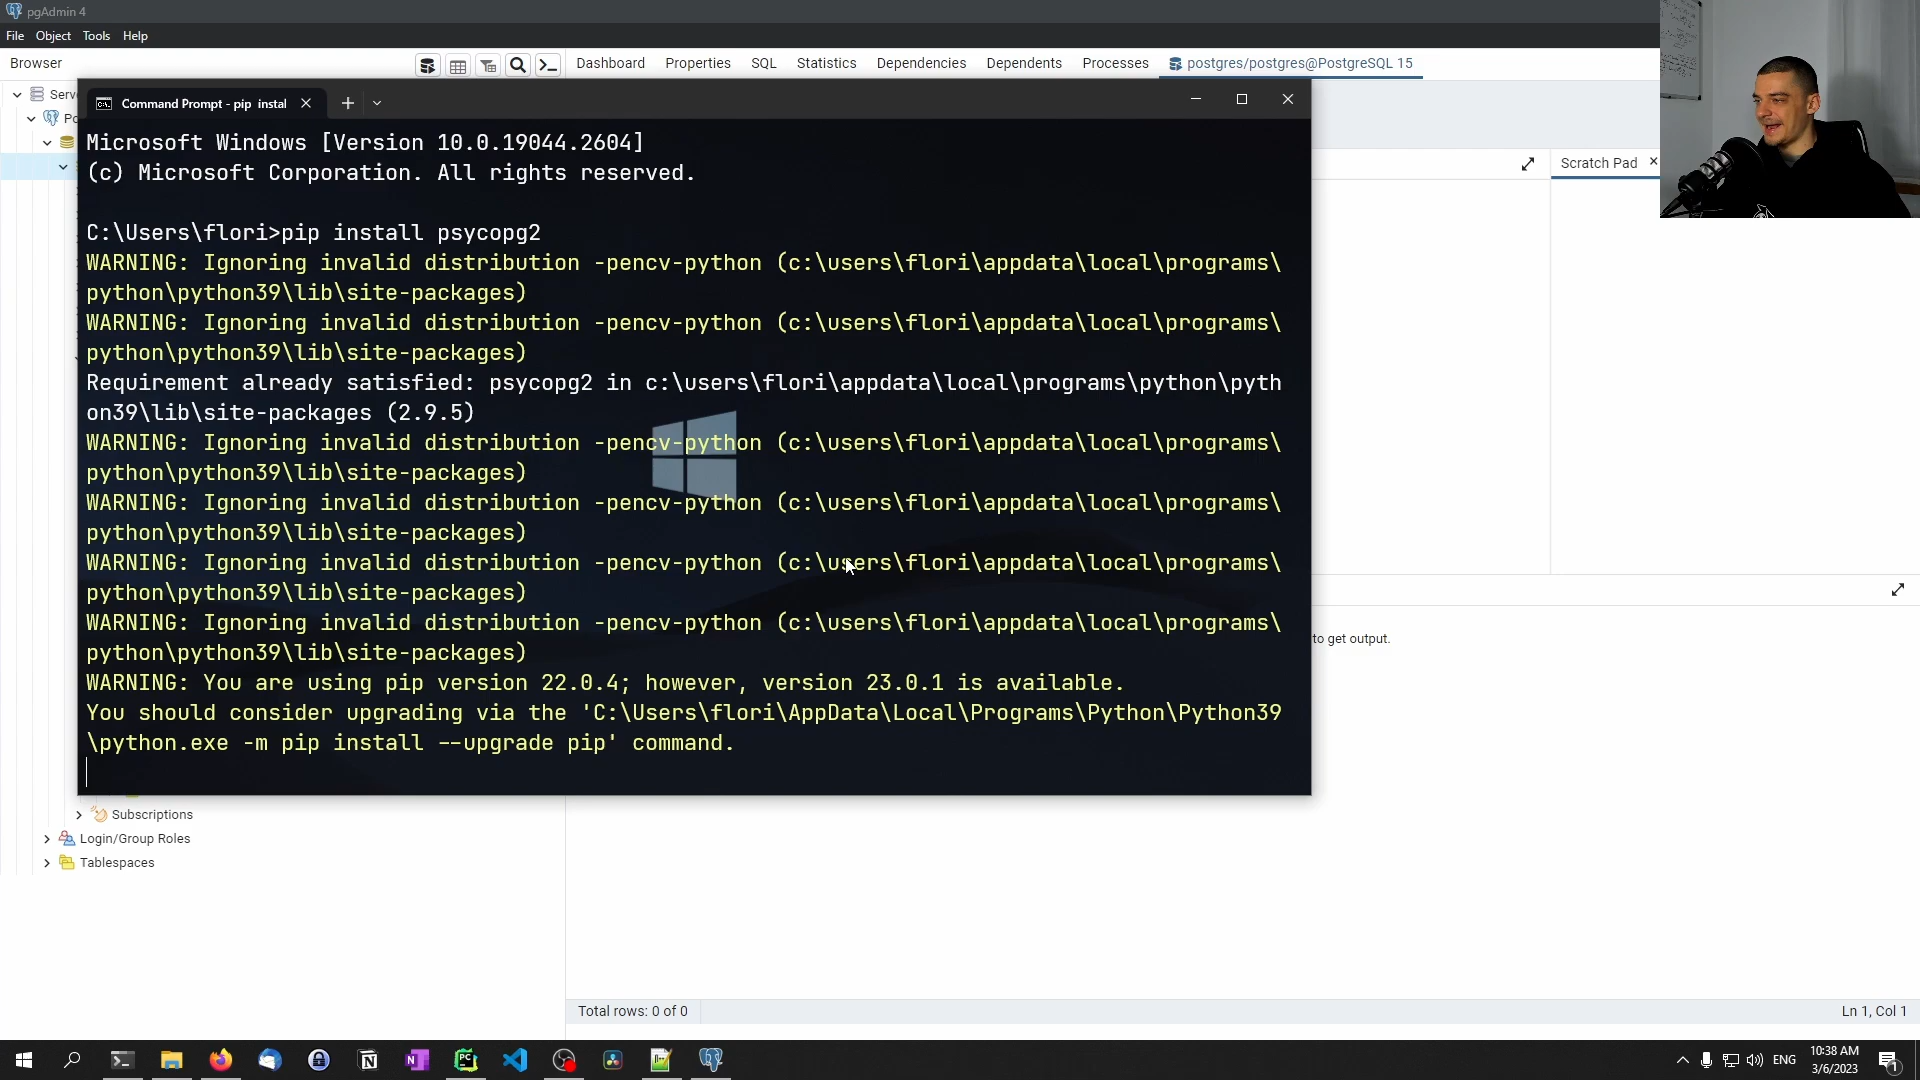 pgAdmin 4
File Object Tools Help
Browser
Dashboard Properties SQL Statistics Dependencies Dependents Processes postgres/postgres@PostgreSQL 15
Command Prompt - pip instal
Scratch Pad
Microsoft Windows [Version 10.0.19044.2604]
(c) Microsoft Corporation. All rights reserved.
C:\Users\flori>pip install psycopg2
WARNING: Ignoring invalid distribution -pencv-python (c:\users\flori\appdata\local\programs\
python\python39\lib\site-packages)
WARNING: Ignoring invalid distribution -pencv-python (c:\users\flori\appdata\local\programs\
python\python39\lib\site-packages)
Requirement already satisfied: psycopg2 in c:\users\flori\appdata\local\programs\python\pyth
on39\lib\site-packages (2.9.5)
WARNING: Ignoring invalid distribution -pencv-python (c:\users\flori\appdata\local\programs\
python\python39\lib\site-packages)
WARNING: Ignoring invalid distribution -pencv-python (c:\users\flori\appdata\local\programs\
python\python39\lib\site-packages)
WARNING: Ignoring invalid distribution -pencv-python (c:\users\flori\appdata\local\programs\
python\python39\lib\site-packages)
WARNING: Ignoring invalid distribution -pencv-python (c:\users\flori\appdata\local\programs\
python\python39\lib\site-packages)
WARNING: You are using pip version 22.0.4; however, version 23.0.1 is available.
You should consider upgrading via the 'C:\Users\flori\AppData\Local\Programs\Python\Python39
\python.exe -m pip install --upgrade pip' command.
to get output.
Subscriptions
Login/Group Roles
Tablespaces
Total rows: 0 of 0
Ln 1, Col 1
ENG
10:38 AM
3/6/2023